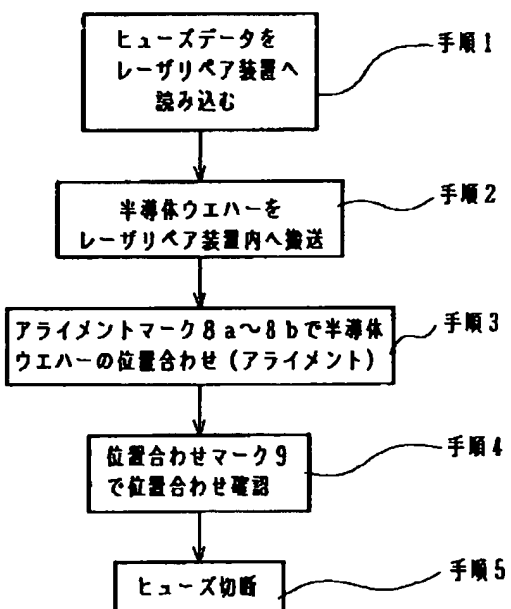 ヒューズデータを
レーザリペア装置へ
読み込む
手順1
半導体ウエハーを
レーザリペア装置内へ搬送
手順2
アライメントマーク8a〜8bで半導体
ウエハーの位置合わせ（アライメント）
手順3
位置合わせマーク9
で位置合わせ確認
手順4
ヒューズ切断
手順5